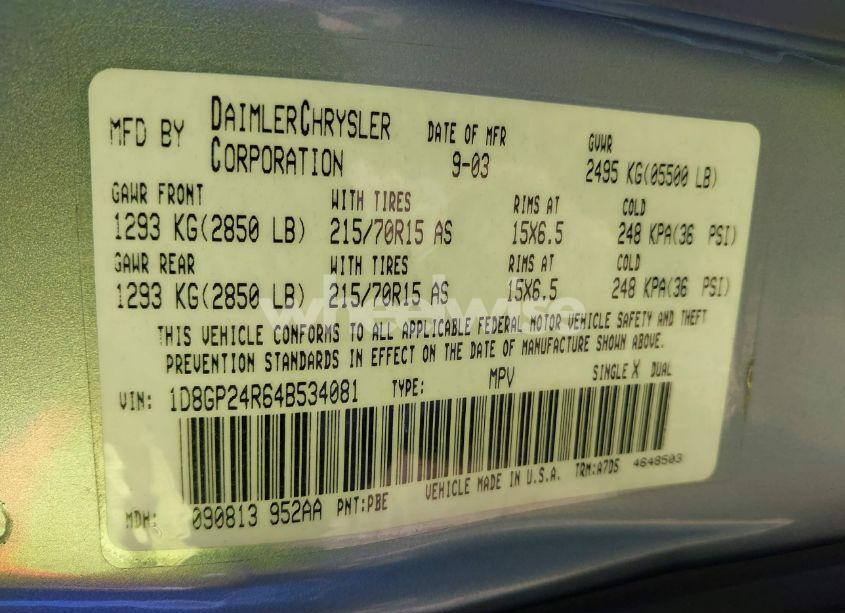 MFD BY DAIMLERCHRYSLER CORPORATION DATE OF MFR 9-03 GVWR 2495 KG(05500 LB)
GAWR FRONT WITH TIRES RIMS AT COLD
1293 KG(2850 LB) 215/70R15 AS 15X6.5 248 KPA(36 PSI)
GAWR REAR WITH TIRES RIMS AT COLD
1293 KG(2850 LB) 215/70R15 AS 15X6.5 248 KPA(36 PSI)
wheelwise
THIS VEHICLE CONFORMS TO ALL APPLICABLE FEDERAL MOTOR VEHICLE SAFETY AND THEFT
PREVENTION STANDARDS IN EFFECT ON THE DATE OF MANUFACTURE SHOWN ABOVE.
VIN: 1D8GP24R64B534081 TYPE: MPV SINGLE X DUAL
MDH: 090813 952AA PNT:PBE VEHICLE MADE IN U.S.A. TRM:A7D5 4648503